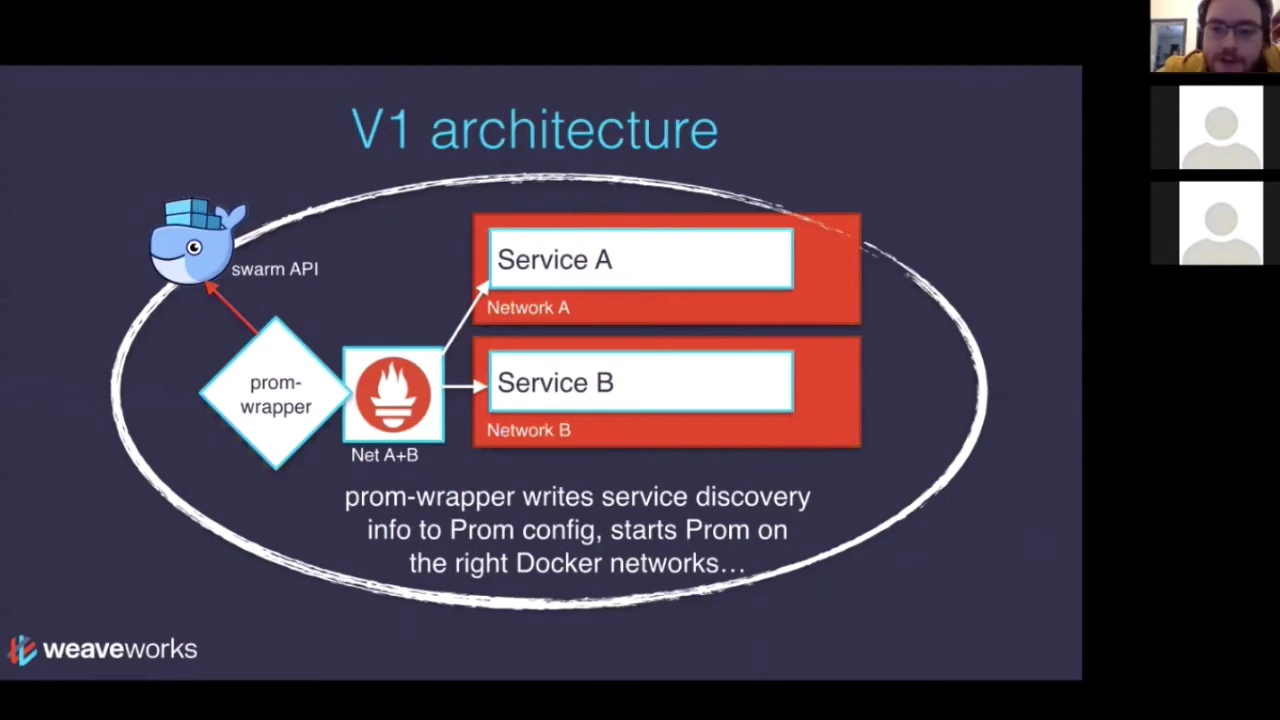 V1 architecture
swarm API
Service A
Network A
prom-
wrapper
Service B
Network B
Net A+B
prom-wrapper writes service discovery
info to Prom config, starts Prom on
the right Docker networks…
weaveworks